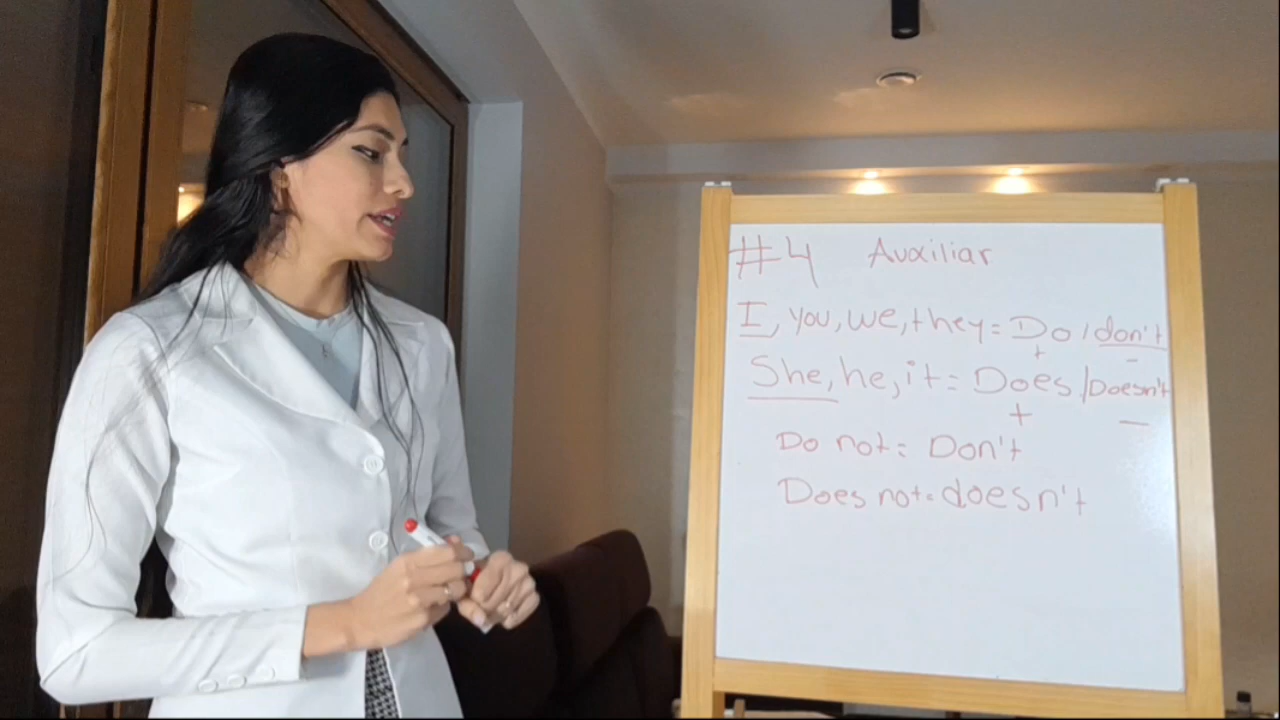 #4 Auxiliar
I, you, we, they = Do / don't
+ -
She, he, it = Does / Doesn't
+ -
Do not = Don't
Does not = doesn't